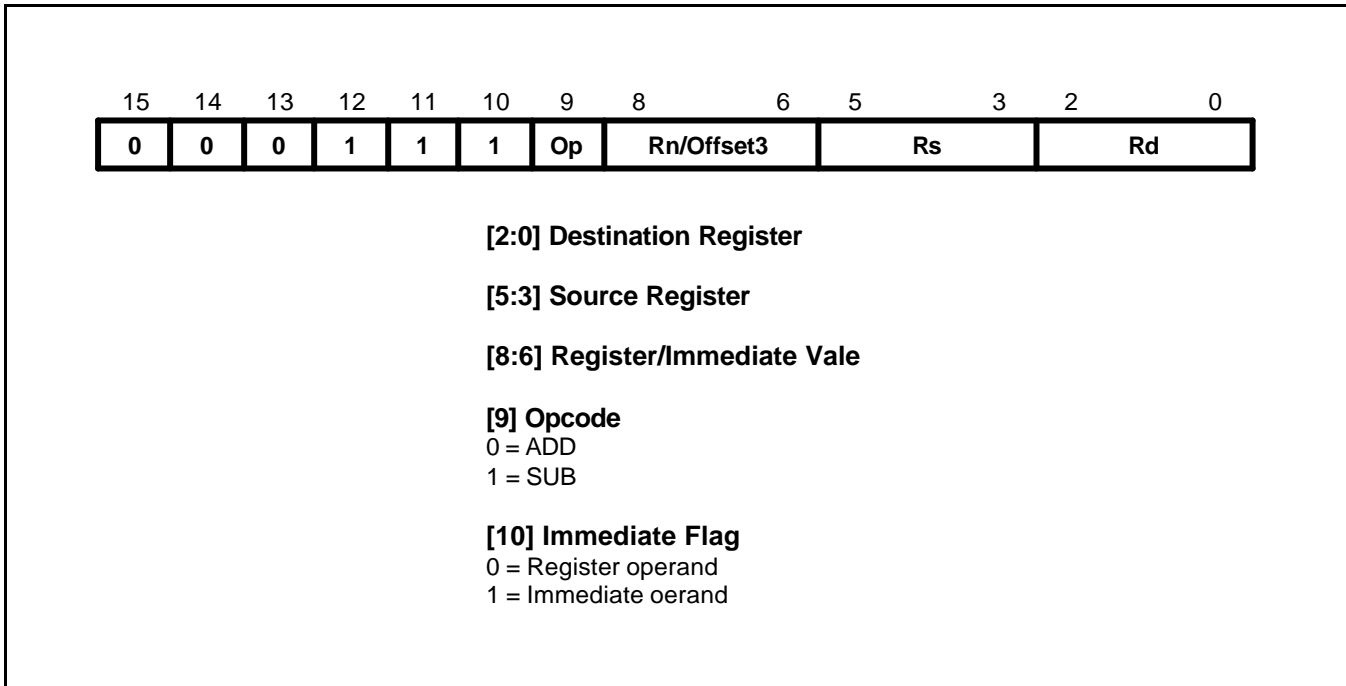 15 14 13 12 11 10 9 8 6 5 3 2 0
0 0 0 1 1 1 Op Rn/Offset3 Rs Rd
[2:0] Destination Register
[5:3] Source Register
[8:6] Register/Immediate Vale
[9] Opcode
0 = ADD
1 = SUB
[10] Immediate Flag
0 = Register operand
1 = Immediate oerand